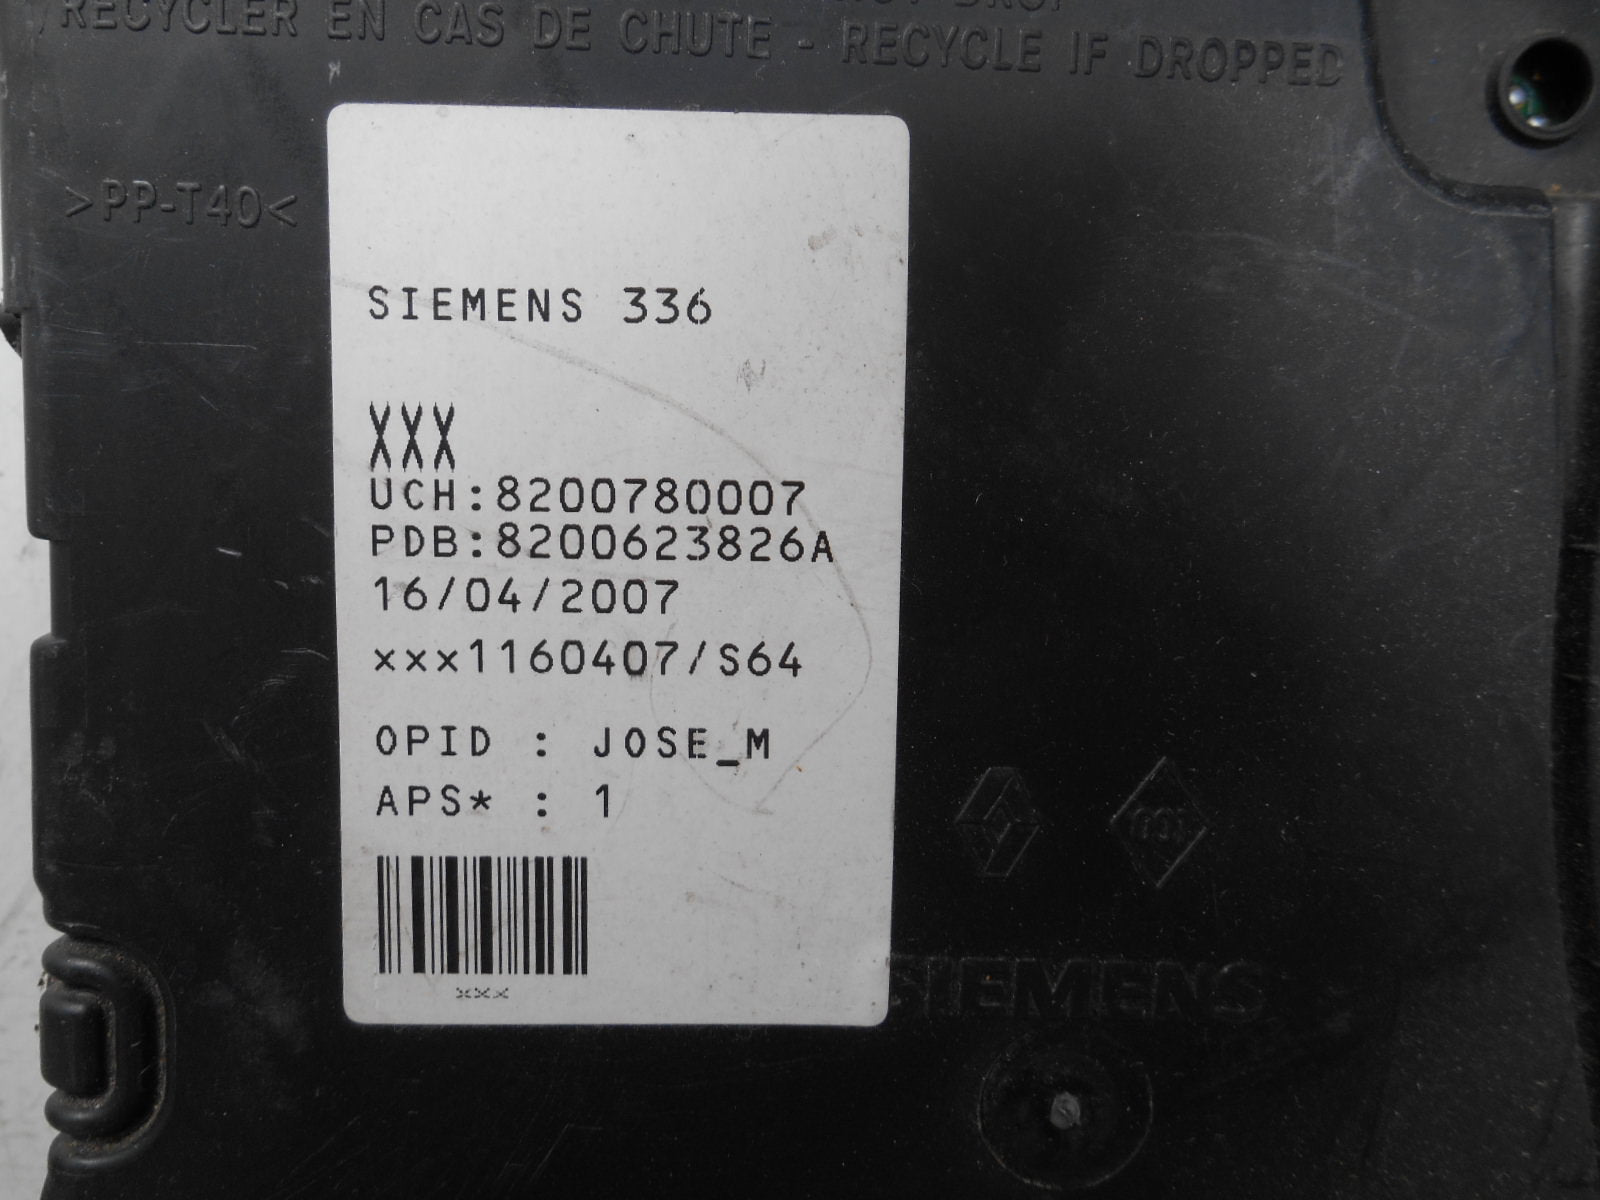 RECYCLER EN CAS DE CHUTE - RECYCLE IF DROPPED
>PP-T40<
SIEMENS 336
XXX
UCH:8200780007
PDB:8200623826A
16/04/2007
xxx1160407/S64
OPID : JOSE_M
APS* : 1
xxx
SIEMENS